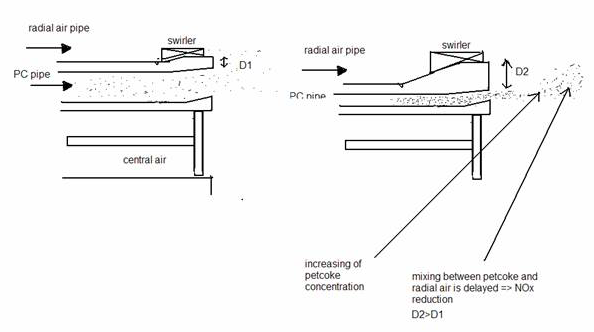 radial air pipe
swirler
D1
PC pipe
central air
radial air pipe
swirler
D2
PC pipe
increasing of
petcoke
concentration
mixing between petcoke and
radial air is delayed => NOx
reduction
D2>D1